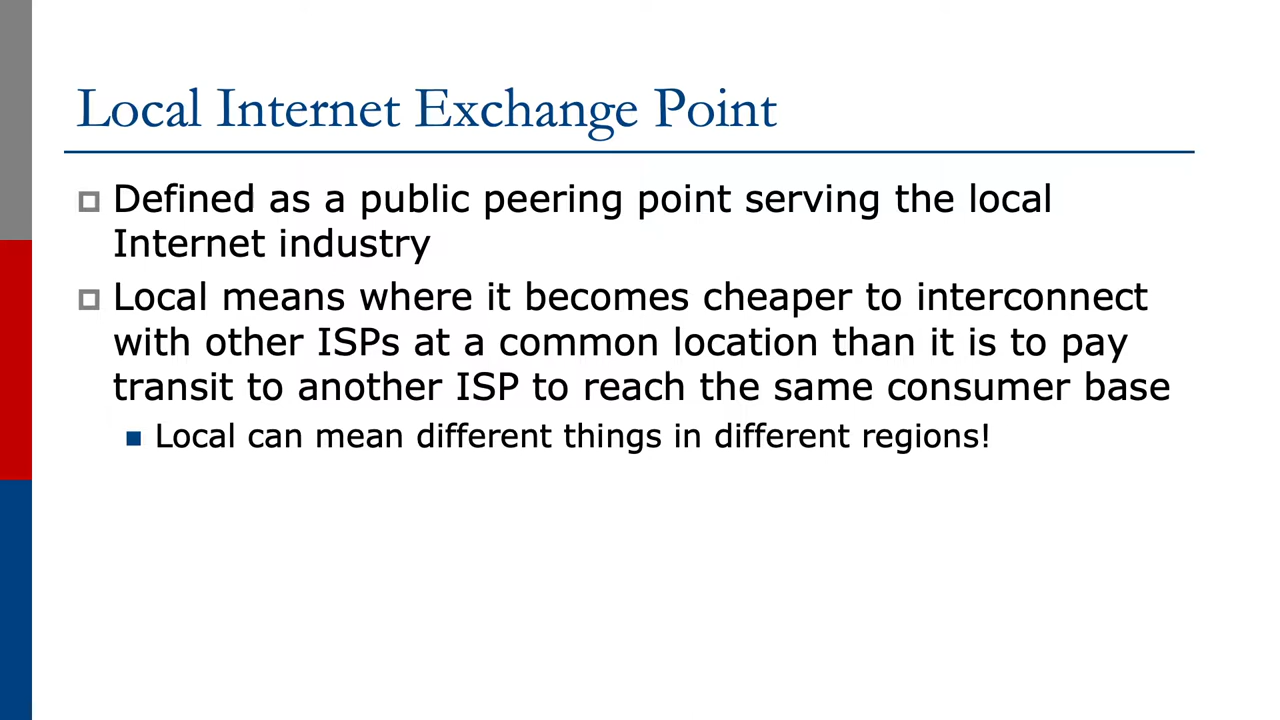 Local Internet Exchange Point
Defined as a public peering point serving the local
Internet industry
Local means where it becomes cheaper to interconnect
with other ISPs at a common location than it is to pay
transit to another ISP to reach the same consumer base
Local can mean different things in different regions!